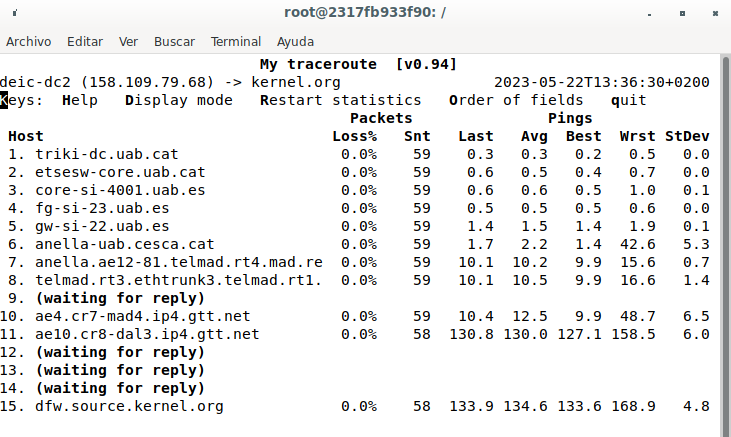 root@2317fb933f90: /
Archivo Editar Ver Buscar Terminal Ayuda
My traceroute [v0.94]
deic-dc2 (158.109.79.68) -> kernel.org 2023-05-22T13:36:30+0200
Keys: Help Display mode Restart statistics Order of fields quit
Packets Pings
Host Loss% Snt Last Avg Best Wrst StDev
1. triki-dc.uab.cat 0.0% 59 0.3 0.3 0.2 0.5 0.0
2. etsesw-core.uab.cat 0.0% 59 0.6 0.5 0.4 0.7 0.0
3. core-si-4001.uab.es 0.0% 59 0.6 0.6 0.5 1.0 0.1
4. fg-si-23.uab.es 0.0% 59 0.5 0.5 0.5 0.6 0.0
5. gw-si-22.uab.es 0.0% 59 1.4 1.5 1.4 1.9 0.1
6. anella-uab.cesca.cat 0.0% 59 1.7 2.2 1.4 42.6 5.3
7. anella.ae12-81.telmad.rt4.mad.re 0.0% 59 10.1 10.2 9.9 15.6 0.7
8. telmad.rt3.ethtrunk3.telmad.rt1. 0.0% 59 10.1 10.5 9.9 16.6 1.4
9. (waiting for reply)
10. ae4.cr7-mad4.ip4.gtt.net 0.0% 59 10.4 12.5 9.9 48.7 6.5
11. ae10.cr8-dal3.ip4.gtt.net 0.0% 58 130.8 130.0 127.1 158.5 6.0
12. (waiting for reply)
13. (waiting for reply)
14. (waiting for reply)
15. dfw.source.kernel.org 0.0% 58 133.9 134.6 133.6 168.9 4.8